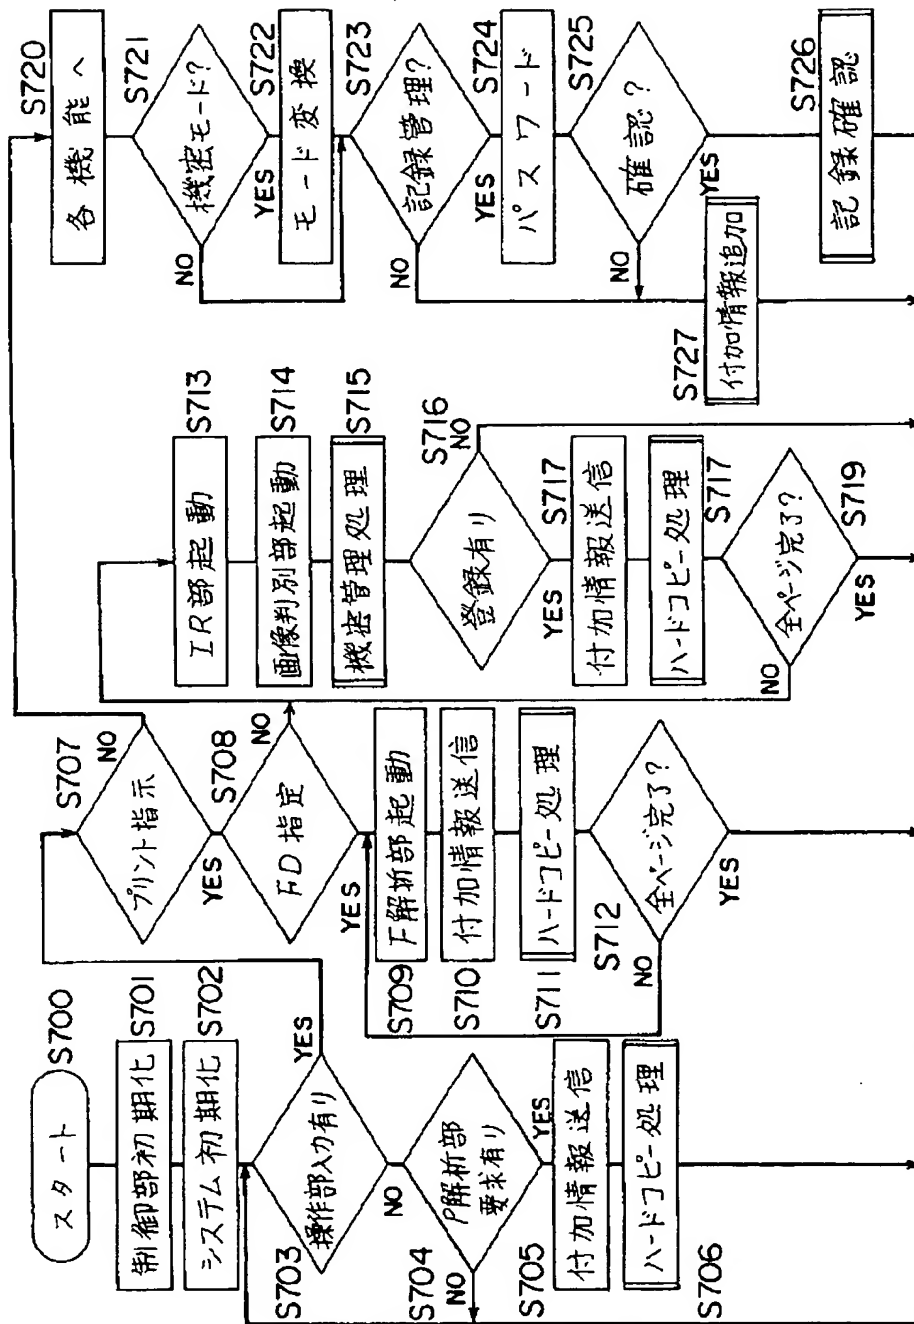 スタート
S700
制御部初期化
S701
システム初期化
S702
操作部入力有り
S703
YES
NO
P解析部
要求有り
S704
NO
YES
付加情報送信
S705
ハードコピー処理
S706
プリント指示
S707
NO
YES
FD指定
S708
NO
YES
F解析部起動
S709
付加情報送信
S710
ハードコピー処理
S711
全ページ完了?
S712
NO
YES
IR部起動
S713
画像判別部起動
S714
機密管理処理
S715
登録有り
S716
NO
YES
付加情報送信
S717
ハードコピー処理
S717
全ページ完了?
S719
NO
YES
各機能へ
S720
機密モード?
S721
NO
YES
モード変換
S722
記録管理?
S723
NO
YES
パスワード
S724
確認?
S725
NO
YES
記録確認
S726
付加情報追加
S727